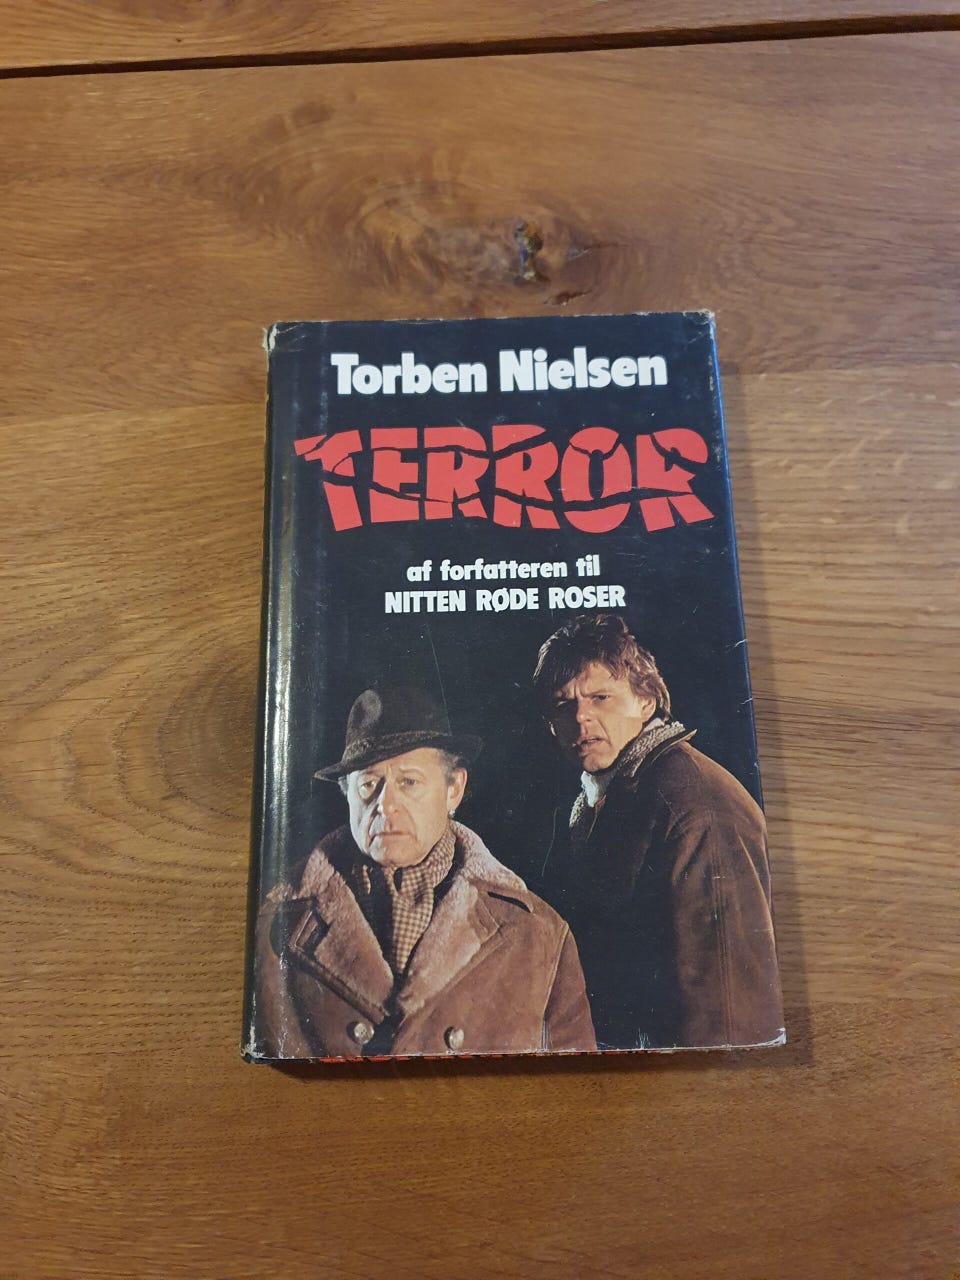 Torben Nielsen
TERROR
af forfatteren til
NITTEN RØDE ROSER